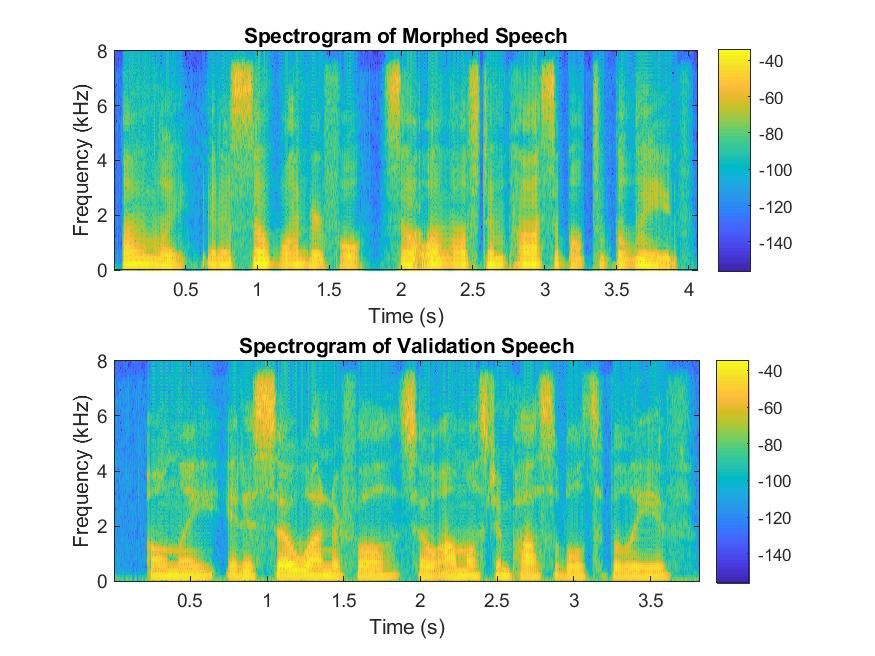 Spectrogram of Morphed Speech
8
6
4
2
0
Frequency (kHz)
0.5 1 1.5 2 2.5 3 3.5 4
Time (s)
-40
-60
-80
-100
-120
-140
Spectrogram of Validation Speech
8
6
4
2
0
Frequency (kHz)
0.5 1 1.5 2 2.5 3 3.5
Time (s)
-40
-60
-80
-100
-120
-140